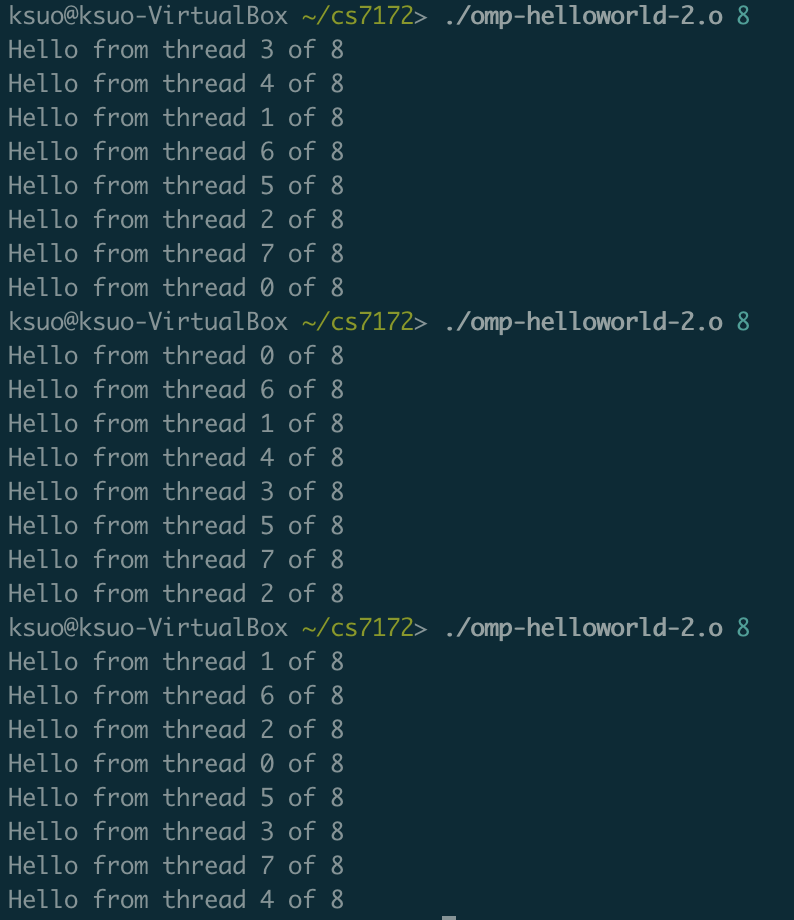 ksuo@ksuo-VirtualBox ~/cs7172> ./omp-helloworld-2.o 8
Hello from thread 3 of 8
Hello from thread 4 of 8
Hello from thread 1 of 8
Hello from thread 6 of 8
Hello from thread 5 of 8
Hello from thread 2 of 8
Hello from thread 7 of 8
Hello from thread 0 of 8
ksuo@ksuo-VirtualBox ~/cs7172> ./omp-helloworld-2.o 8
Hello from thread 0 of 8
Hello from thread 6 of 8
Hello from thread 1 of 8
Hello from thread 4 of 8
Hello from thread 3 of 8
Hello from thread 5 of 8
Hello from thread 7 of 8
Hello from thread 2 of 8
ksuo@ksuo-VirtualBox ~/cs7172> ./omp-helloworld-2.o 8
Hello from thread 1 of 8
Hello from thread 6 of 8
Hello from thread 2 of 8
Hello from thread 0 of 8
Hello from thread 5 of 8
Hello from thread 3 of 8
Hello from thread 7 of 8
Hello from thread 4 of 8